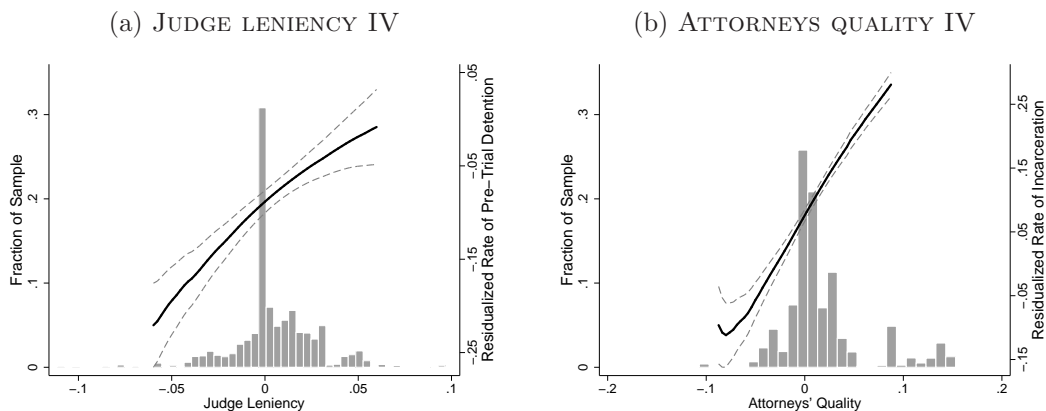 (a) JUDGE LENIENCY IV
Fraction of Sample
0 .1 .2 .3
-.1 -.05 0 .05 .1
Judge Leniency
-.25 -.15 -.05 .05
Residualized Rate of Pre-Trial Detention
(b) ATTORNEYS QUALITY IV
Fraction of Sample
0 .1 .2 .3
-.2 -.1 0 .1 .2
Attorneys' Quality
-.15 -.05 .05 .15 .25
Residualized Rate of Incarceration